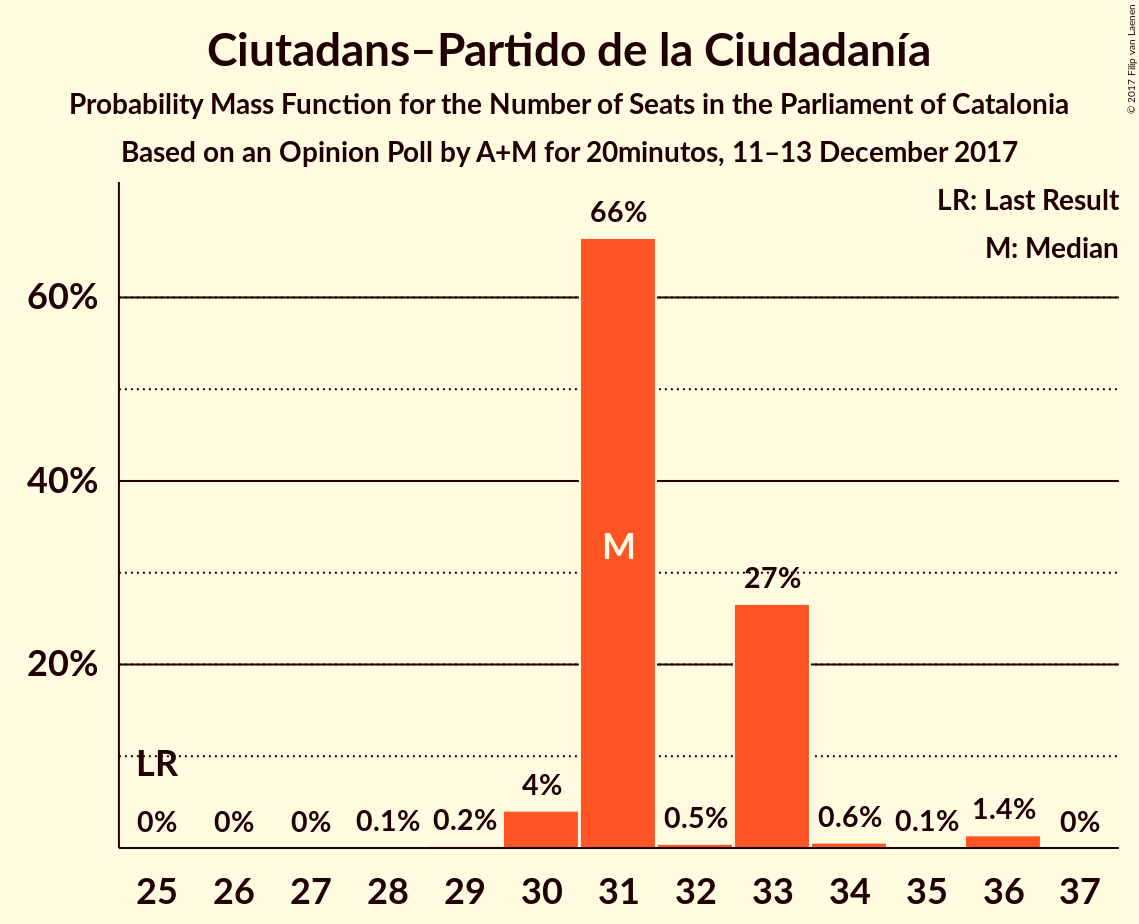 Ciutadans–Partido de la Ciudadanía
Probability Mass Function for the Number of Seats in the Parliament of Catalonia
Based on an Opinion Poll by A+M for 20minutos, 11–13 December 2017
© 2017 Filip van Laenen
LR: Last Result
M: Median
60%
40%
20%
LR
M
0% 0% 0% 0.1% 0.2% 4% 66% 0.5% 27% 0.6% 0.1% 1.4% 0%
25 26 27 28 29 30 31 32 33 34 35 36 37